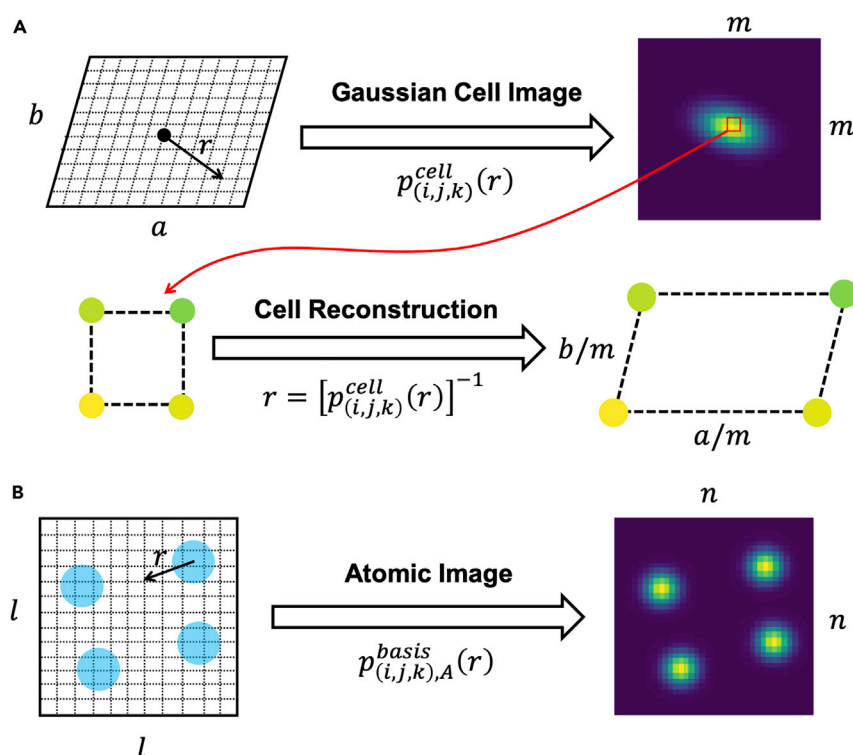 A
m
b
r
Gaussian Cell Image
m
p^{cell}_{(i,j,k)}(r)
a
Cell Reconstruction
b/m
r = [p^{cell}_{(i,j,k)}(r)]^{-1}
a/m
B
n
r
l
Atomic Image
n
p^{basis}_{(i,j,k),A}(r)
l